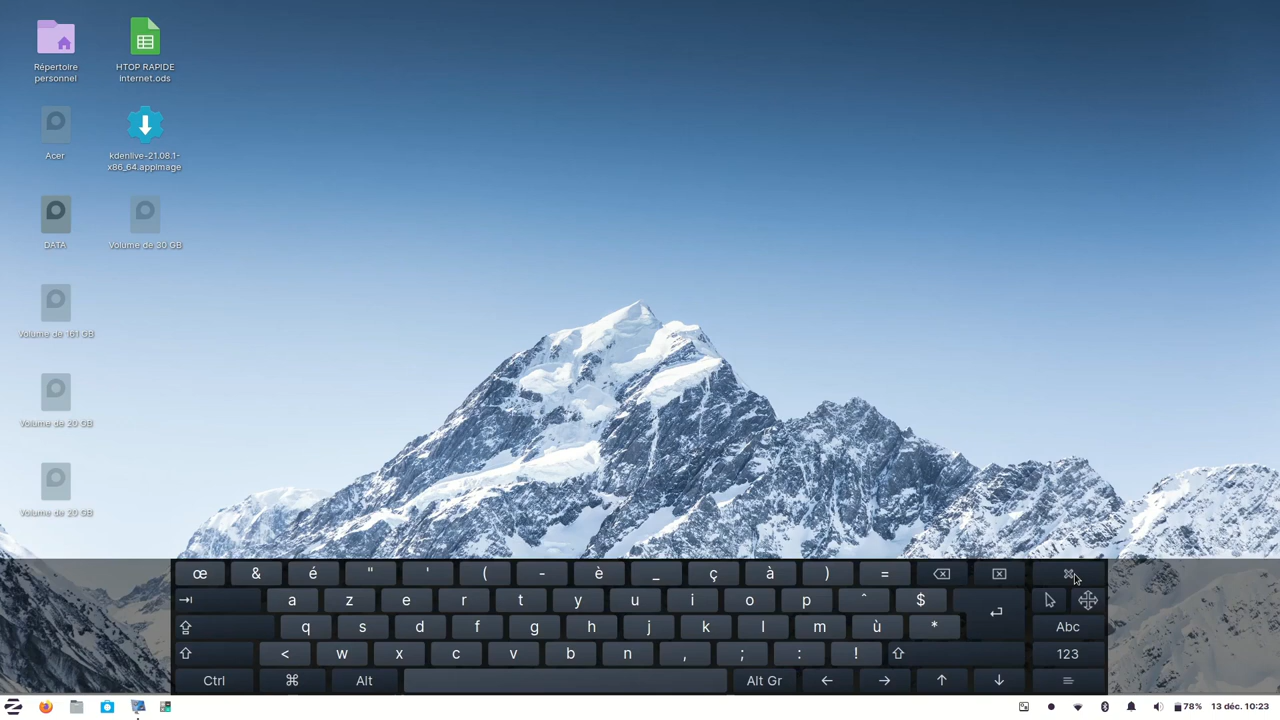 Répertoire
personnel
HTOP RAPIDE
internet.ods
Acer
kdenlive-21.08.1-
x86_64.appimage
DATA
Volume de 30 GB
Volume de 161 GB
Volume de 20 GB
Volume de 20 GB
œ & é " ' ( - è _ ç à ) =
a z e r t y u i o p ^ $
q s d f g h j k l m ù * Abc
< w x c v b n , ; : ! 123
Ctrl ⌘ Alt Alt Gr ← → ↑ ↓
78% 13 déc. 10:23